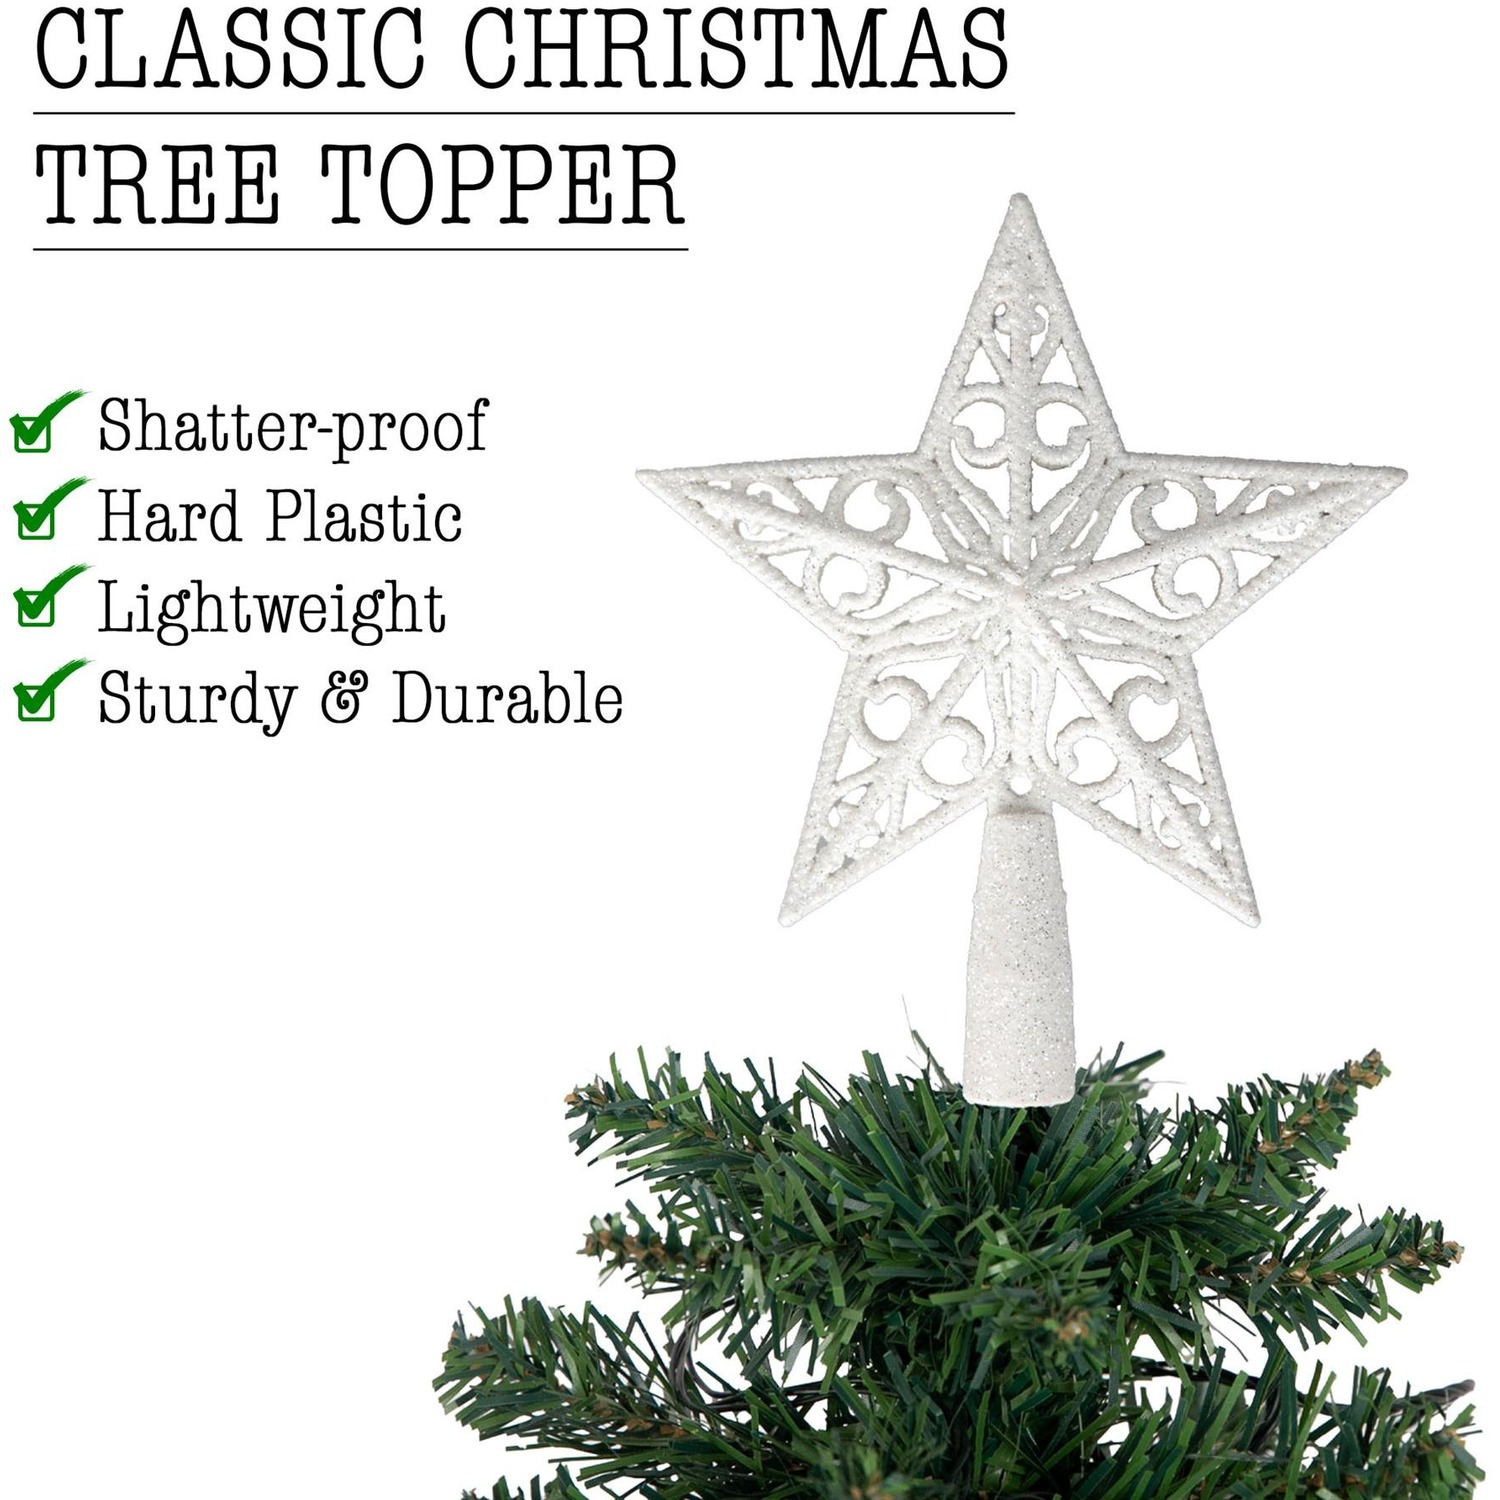 CLASSIC CHRISTMAS
TREE TOPPER
Shatter-proof
Hard Plastic
Lightweight
Sturdy & Durable